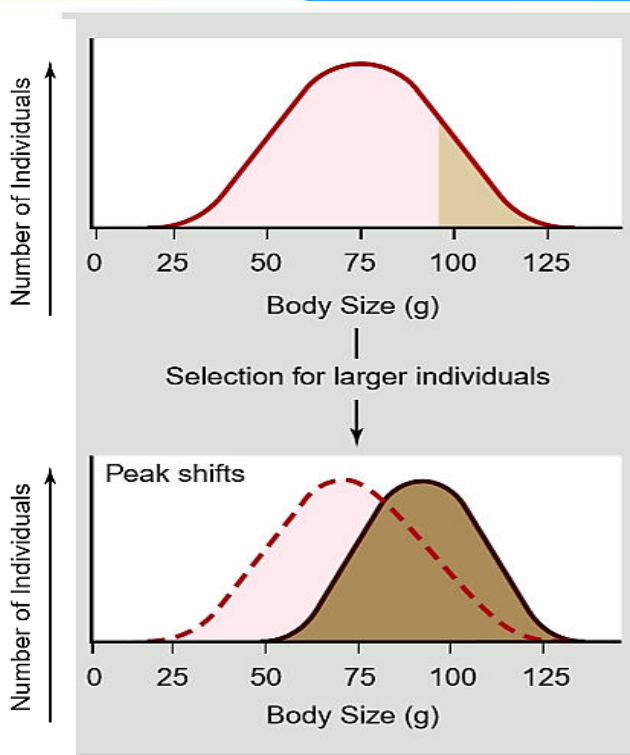 Number of Individuals
0 25 50 75 100 125
Body Size (g)
Selection for larger individuals
Peak shifts
Number of Individuals
0 25 50 75 100 125
Body Size (g)